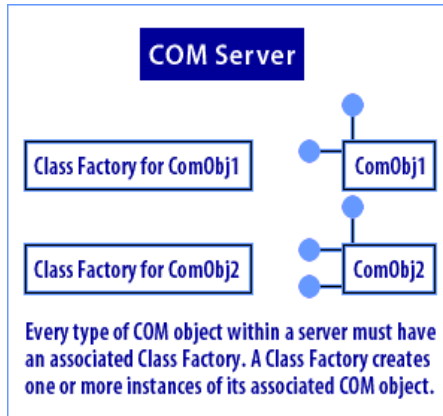 COM Server
Class Factory for ComObj1
ComObj1
Class Factory for ComObj2
ComObj2
Every type of COM object within a server must have
an associated Class Factory. A Class Factory creates
one or more instances of its associated COM object.